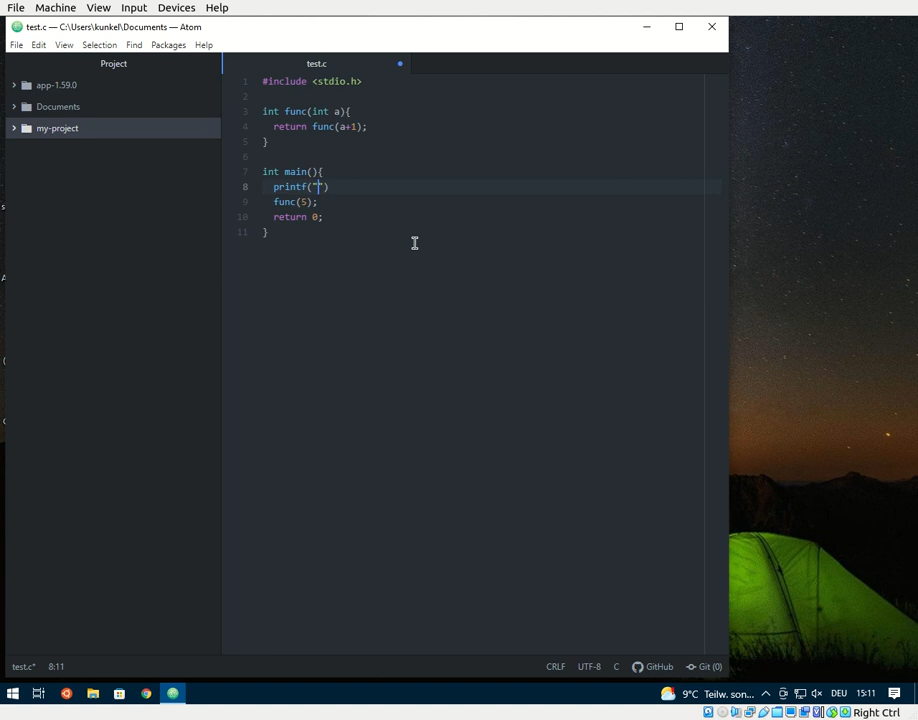 File Machine View Input Devices Help
test.c — C:\Users\kunkel\Documents — Atom
File Edit View Selection Find Packages Help
Project
test.c
app-1.59.0
Documents
my-project
1 #include <stdio.h>
2
3 int func(int a){
4 return func(a+1);
5 }
6
7 int main(){
8 printf("")
9 func(5);
10 return 0;
11 }
test.c* 8:11
CRLF UTF-8 C GitHub Git (0)
9°C Teilw. son... DEU 15:11
Right Ctrl